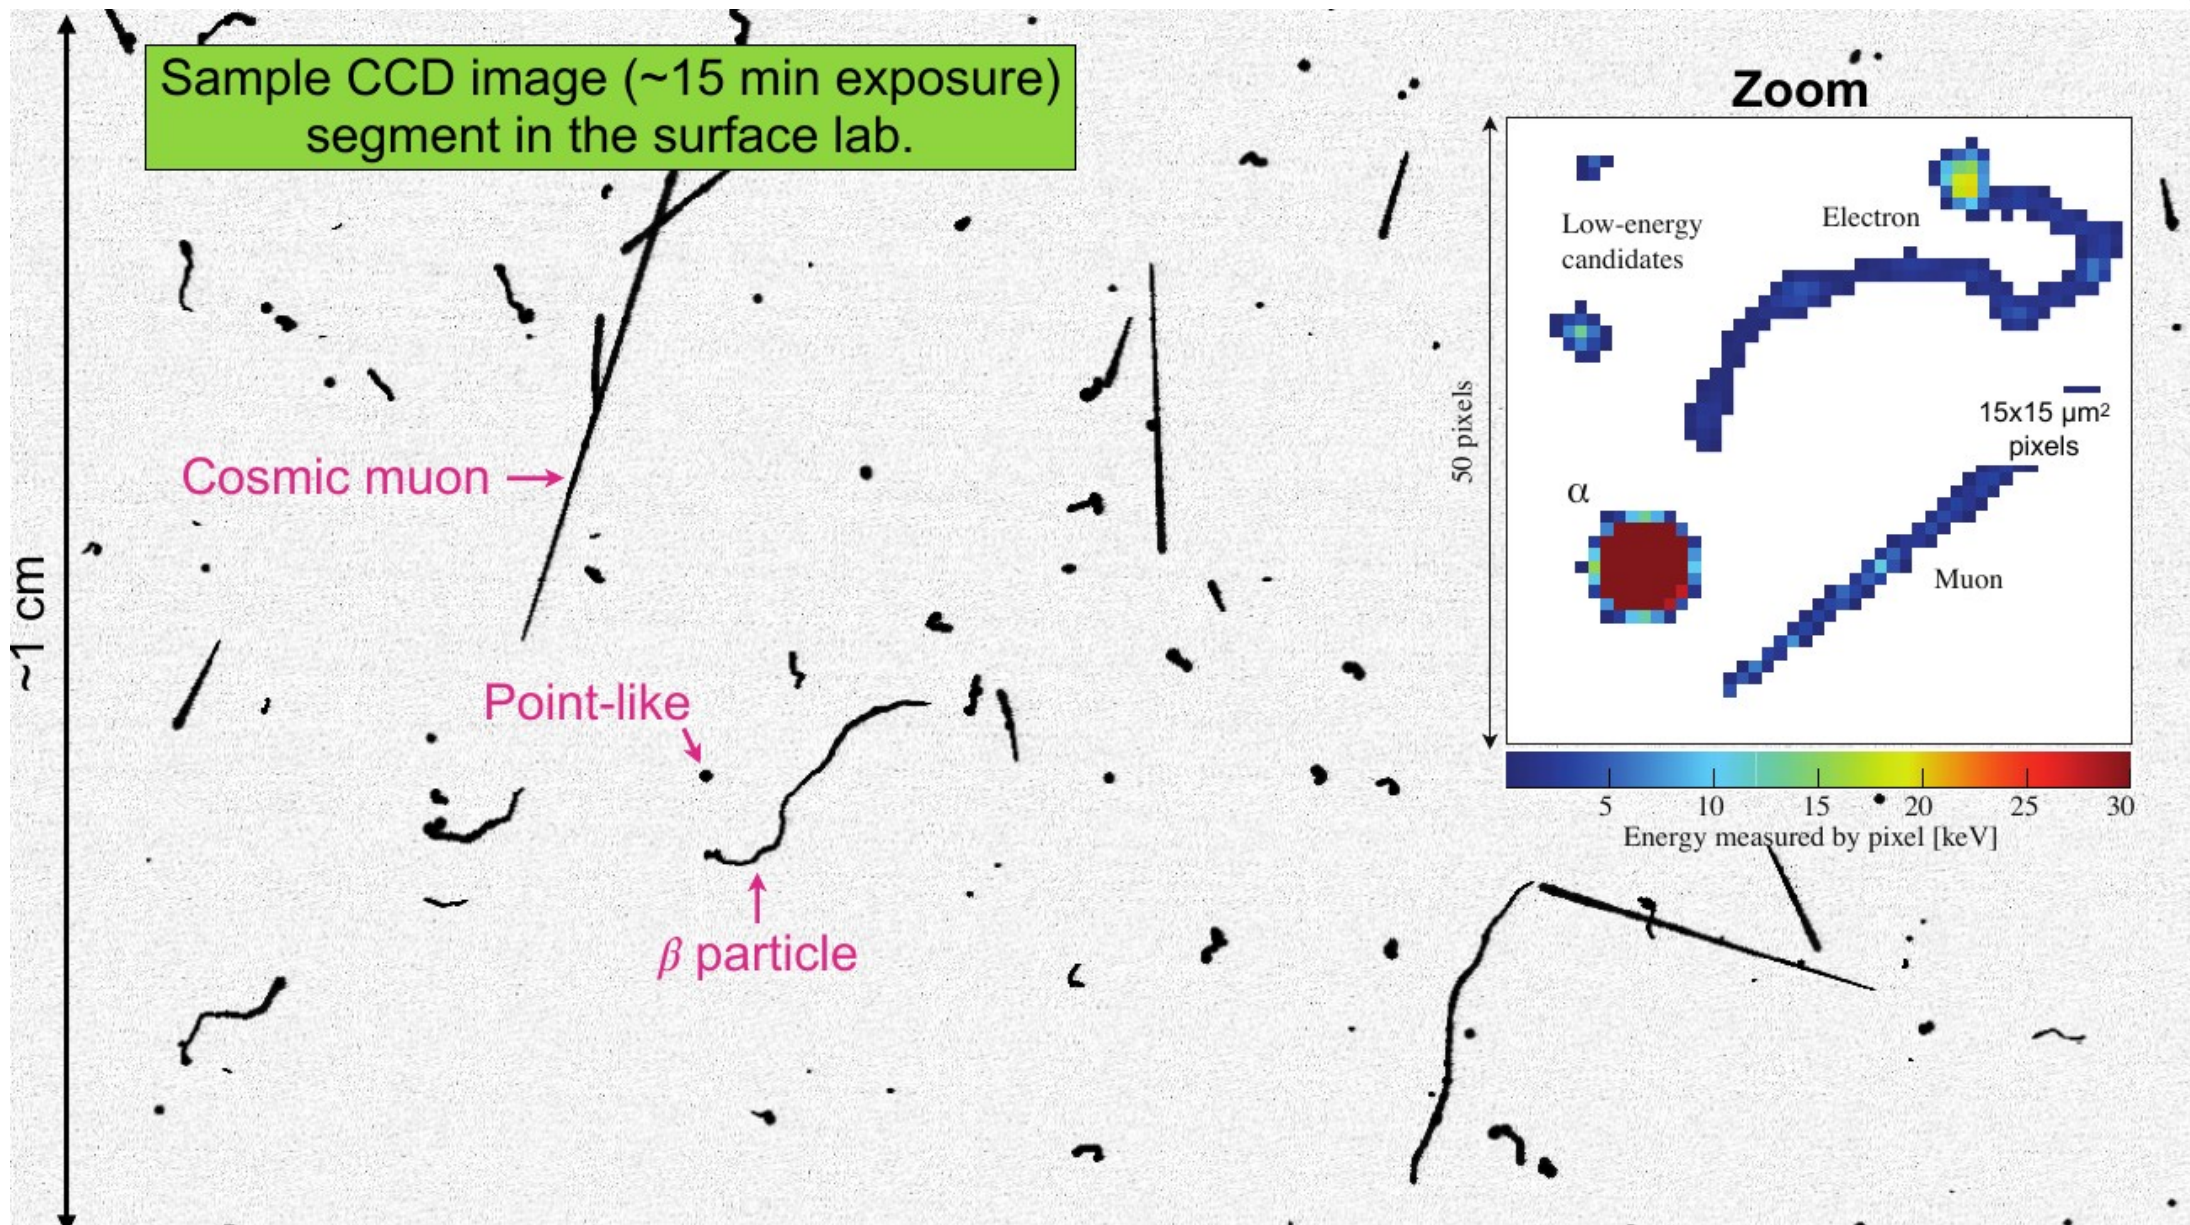 Sample CCD image (~15 min exposure)
segment in the surface lab.
~1 cm
Cosmic muon
Point-like
β particle
Zoom
50 pixels
Low-energy
candidates
Electron
15x15 µm²
pixels
α
Muon
5 10 15 20 25 30
Energy measured by pixel [keV]